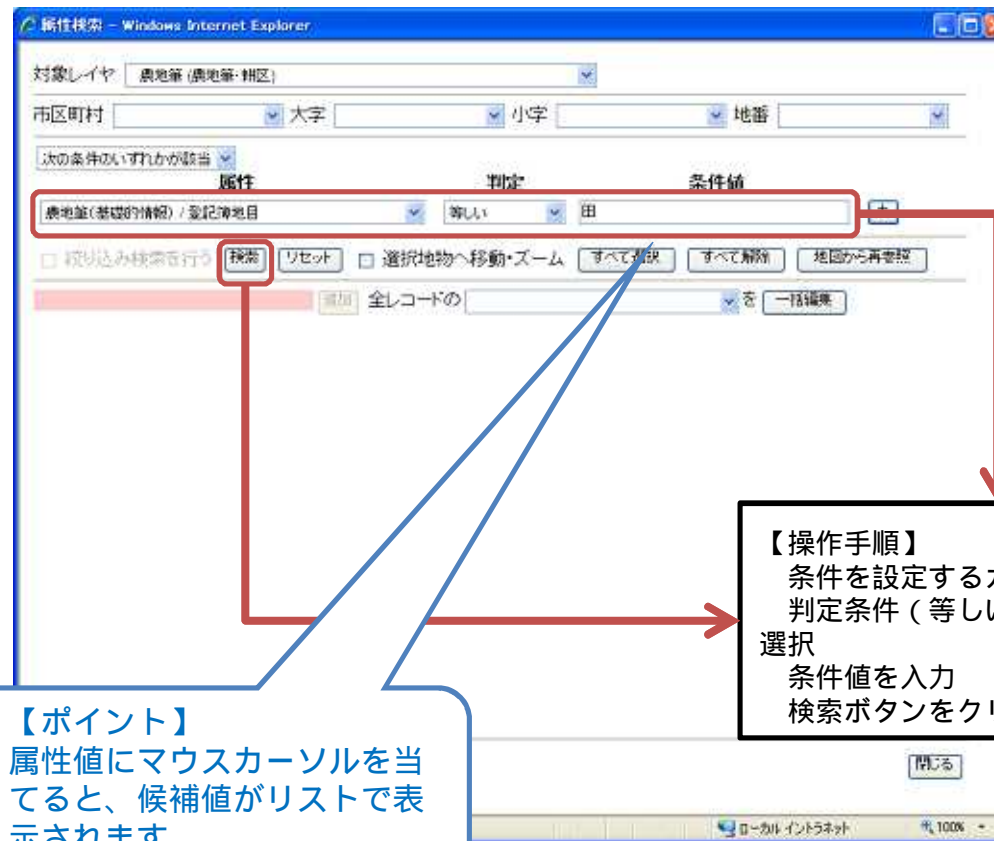 属性検索 - Windows Internet Explorer
対象レイヤ 農地筆 (農地筆・耕区)
市区町村 大字 小字 地番
次の条件のいずれかが該当
属性 判定 条件値
農地筆(基礎的情報) / 登記簿地目 等しい 田 +
絞り込み検索を行う 検索 リセット 選択地物へ移動・ズーム すべて選択 すべて解除 地図から再参照
追加 全レコードの を 一括編集
【操作手順】
条件を設定する
判定条件(等しい
選択
条件値を入力
検索ボタンをクリ
【ポイント】
属性値にマウスカーソルを当
てると、候補値がリストで表
示されます
閉じる
ローカル イントラネット 100%